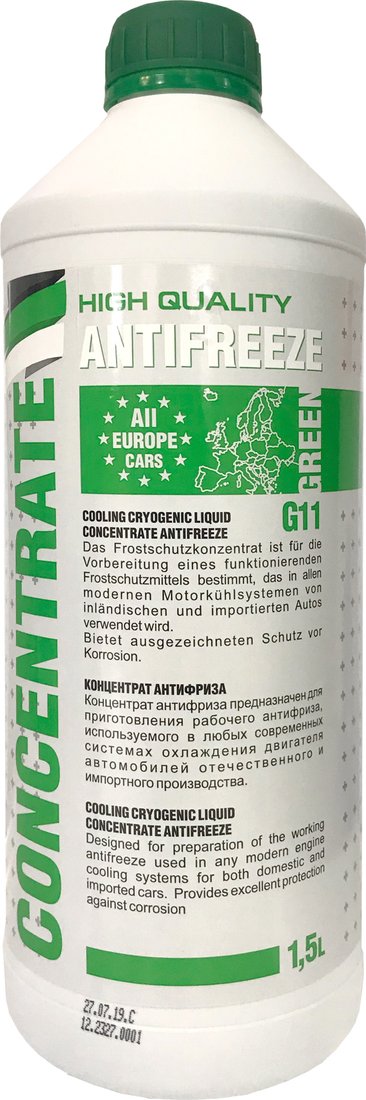 HIGH QUALITY
ANTIFREEZE
CONCENTRATE
All
EUROPE
CARS
GREEN
G11
COOLING CRYOGENIC LIQUID
CONCENTRATE ANTIFREEZE
Das Frostschutzkonzentrat ist für die
Vorbereitung eines funktionierenden
Frostschutzmittels bestimmt, das in allen
modernen Motorkühlsystemen von
inländischen und importierten Autos
verwendet wird.
Bietet ausgezeichneten Schutz vor
Korrosion.
КОНЦЕНТРАТ АНТИФРИЗА
Концентрат антифриза предназначен для
приготовления рабочего антифриза,
используемого в любых современных
системах охлаждения двигателя
автомобилей отечественного и
импортного производства.
COOLING CRYOGENIC LIQUID
CONCENTRATE ANTIFREEZE
Designed for preparation of the working
antifreeze used in any modern engine
cooling systems for both domestic and
imported cars. Provides excellent protection
against corrosion
1,5L
27.07.19.C
12.2327.0001